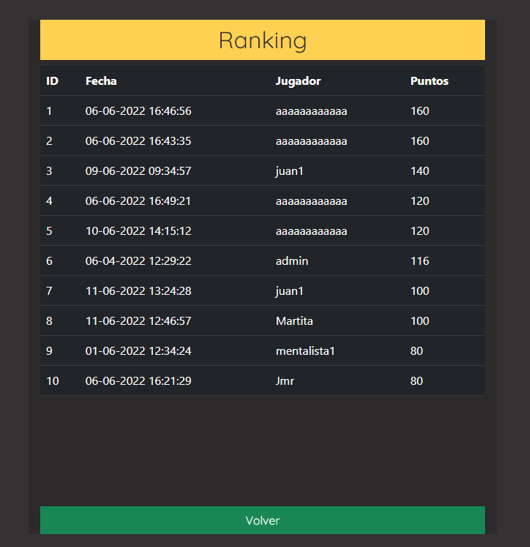 Ranking
ID Fecha Jugador Puntos
1 06-06-2022 16:46:56 aaaaaaaaaaaa 160
2 06-06-2022 16:43:35 aaaaaaaaaaaa 160
3 09-06-2022 09:34:57 juan1 140
4 06-06-2022 16:49:21 aaaaaaaaaaaa 120
5 10-06-2022 14:15:12 aaaaaaaaaaaa 120
6 06-04-2022 12:29:22 admin 116
7 11-06-2022 13:24:28 juan1 100
8 11-06-2022 12:46:57 Martita 100
9 01-06-2022 12:34:24 mentalista1 80
10 06-06-2022 16:21:29 Jmr 80
Volver